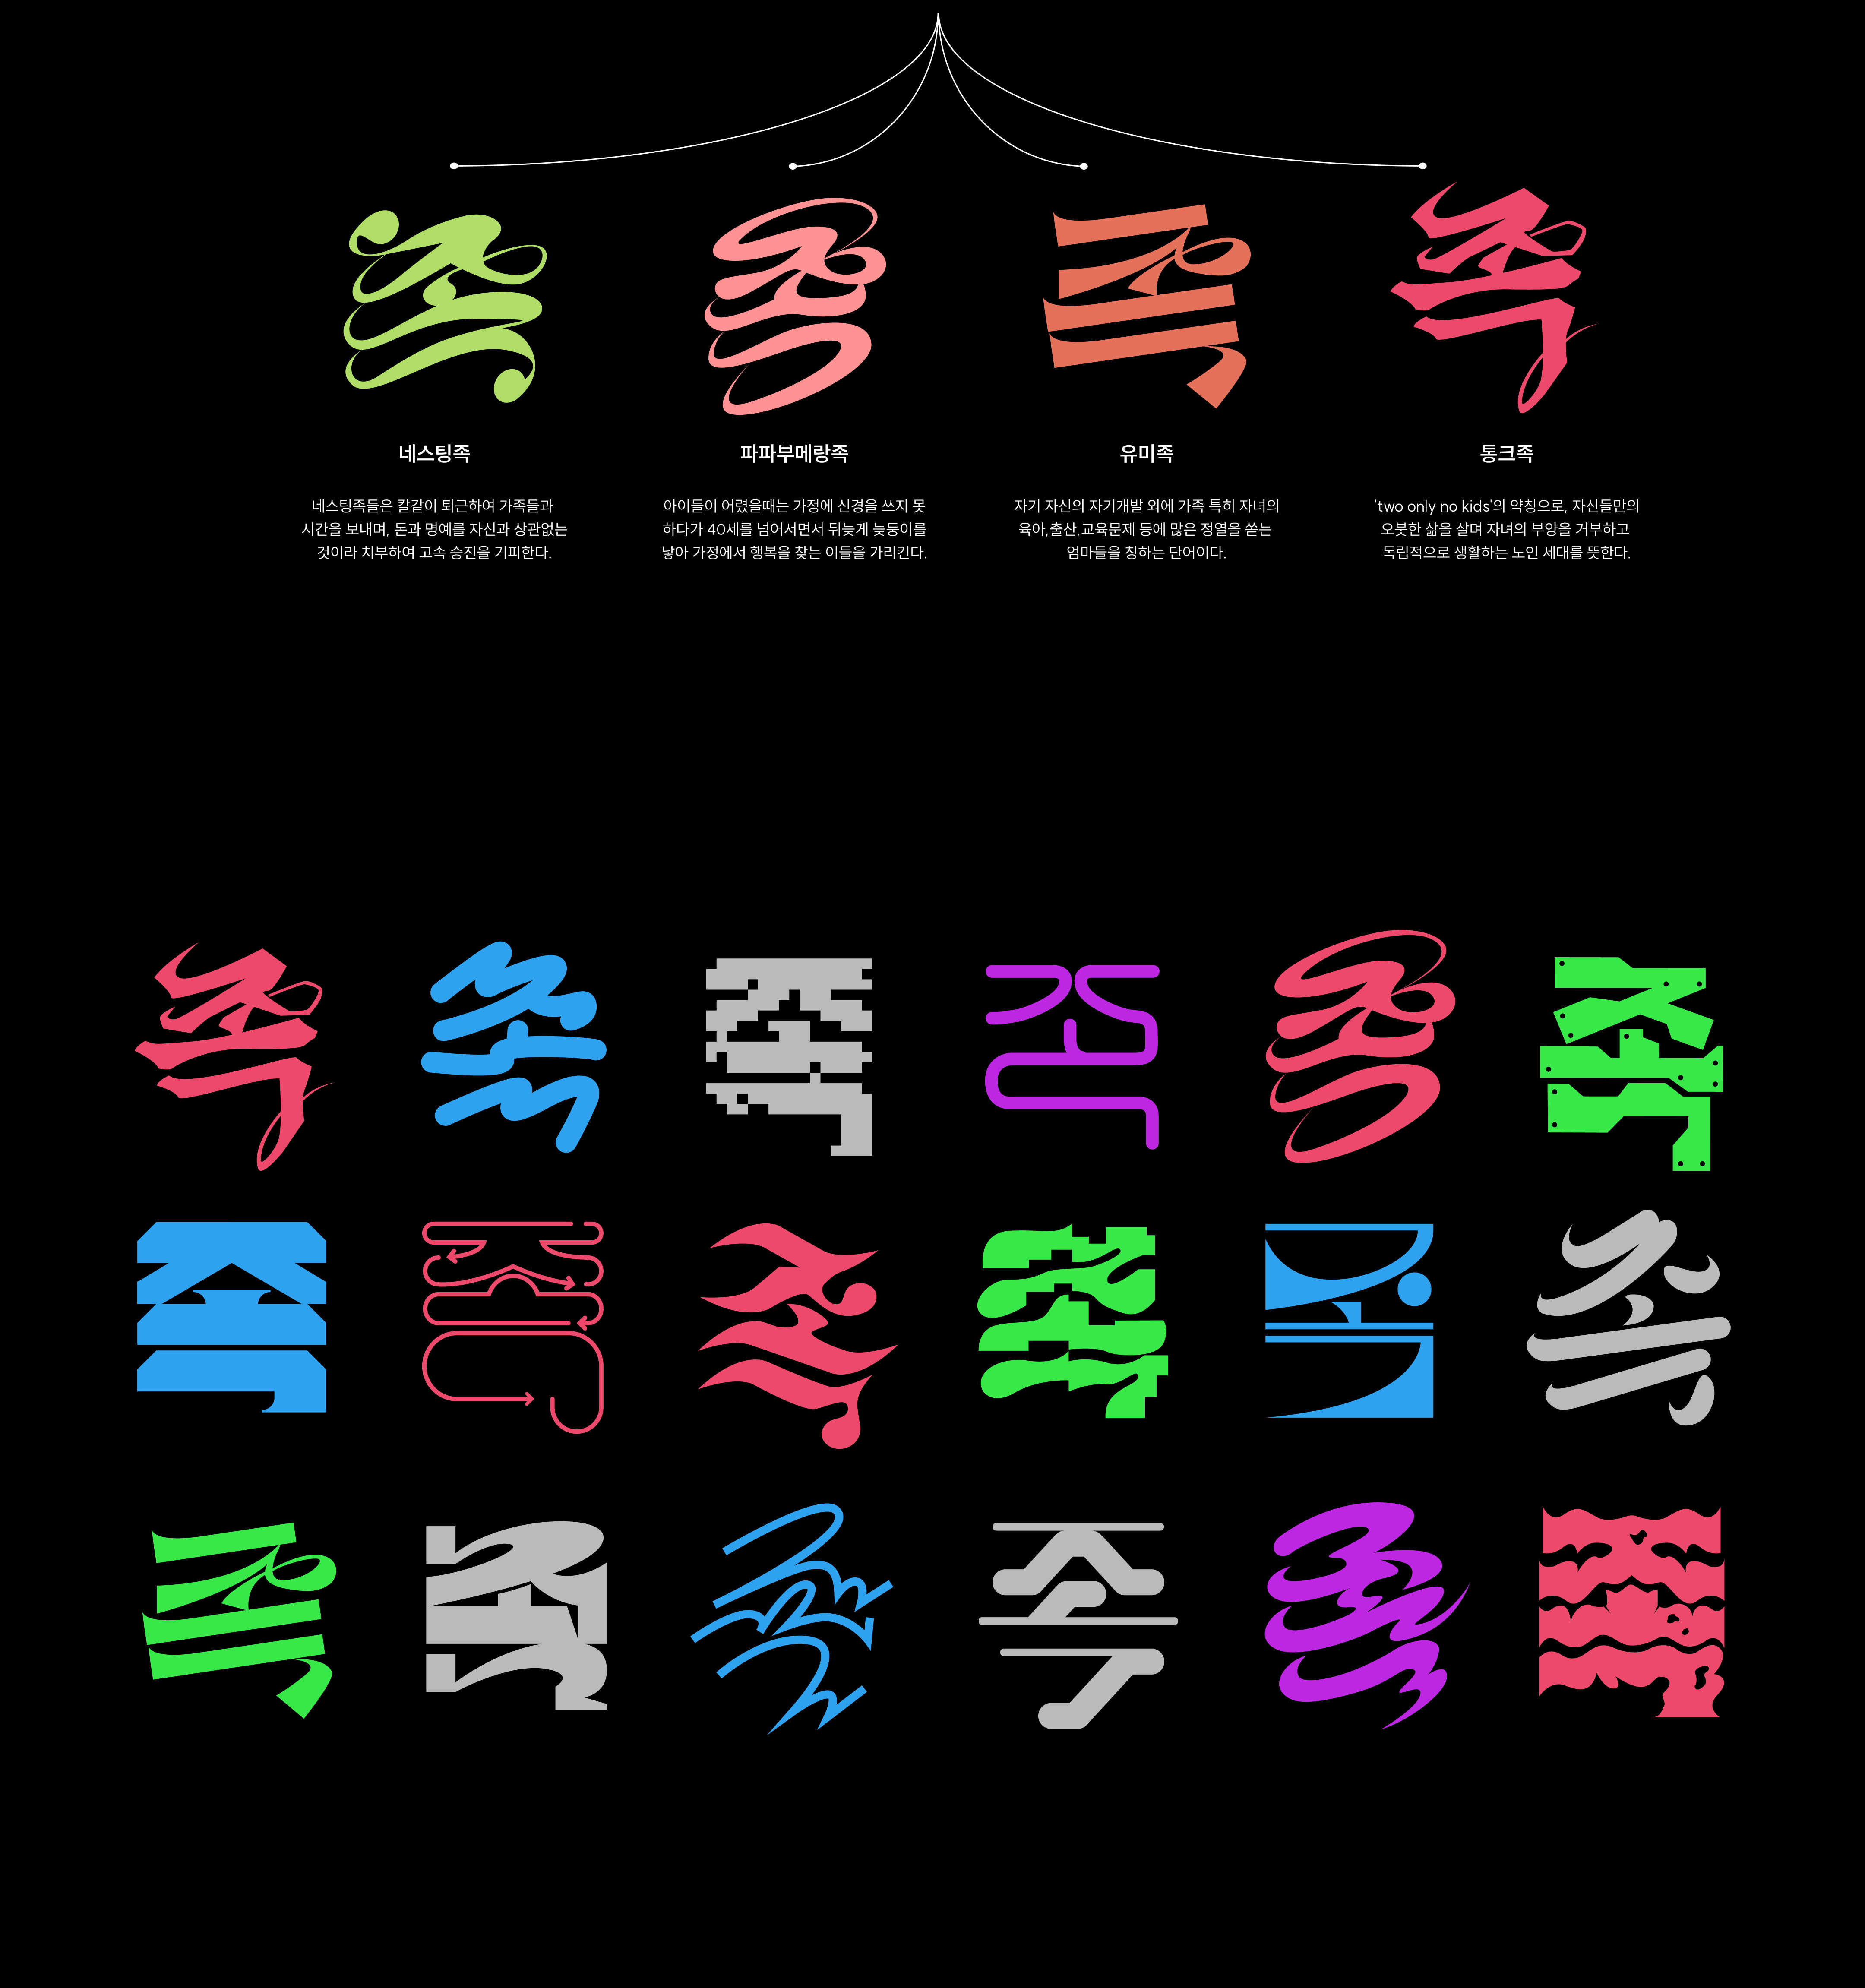 족 족 족 족
네스팅족
네스팅족들은 칼같이 퇴근하여 가족들과
시간을 보내며, 돈과 명예를 자신과 상관없는
것이라 치부하여 고속 승진을 기피한다.
파파부메랑족
아이들이 어렸을때는 가정에 신경을 쓰지 못
하다가 40세를 넘어서면서 뒤늦게 늦둥이를
낳아 가정에서 행복을 찾는 이들을 가리킨다.
유미족
자기 자신의 자기개발 외에 가족 특히 자녀의
육아,출산,교육문제 등에 많은 정열을 쏟는
엄마들을 칭하는 단어이다.
통크족
'two only no kids'의 약칭으로, 자신들만의
오붓한 삶을 살며 자녀의 부양을 거부하고
독립적으로 생활하는 노인 세대를 뜻한다.
족 족 족 족 족 족
족 족 족 족 족 족
족 족 족 족 족 족